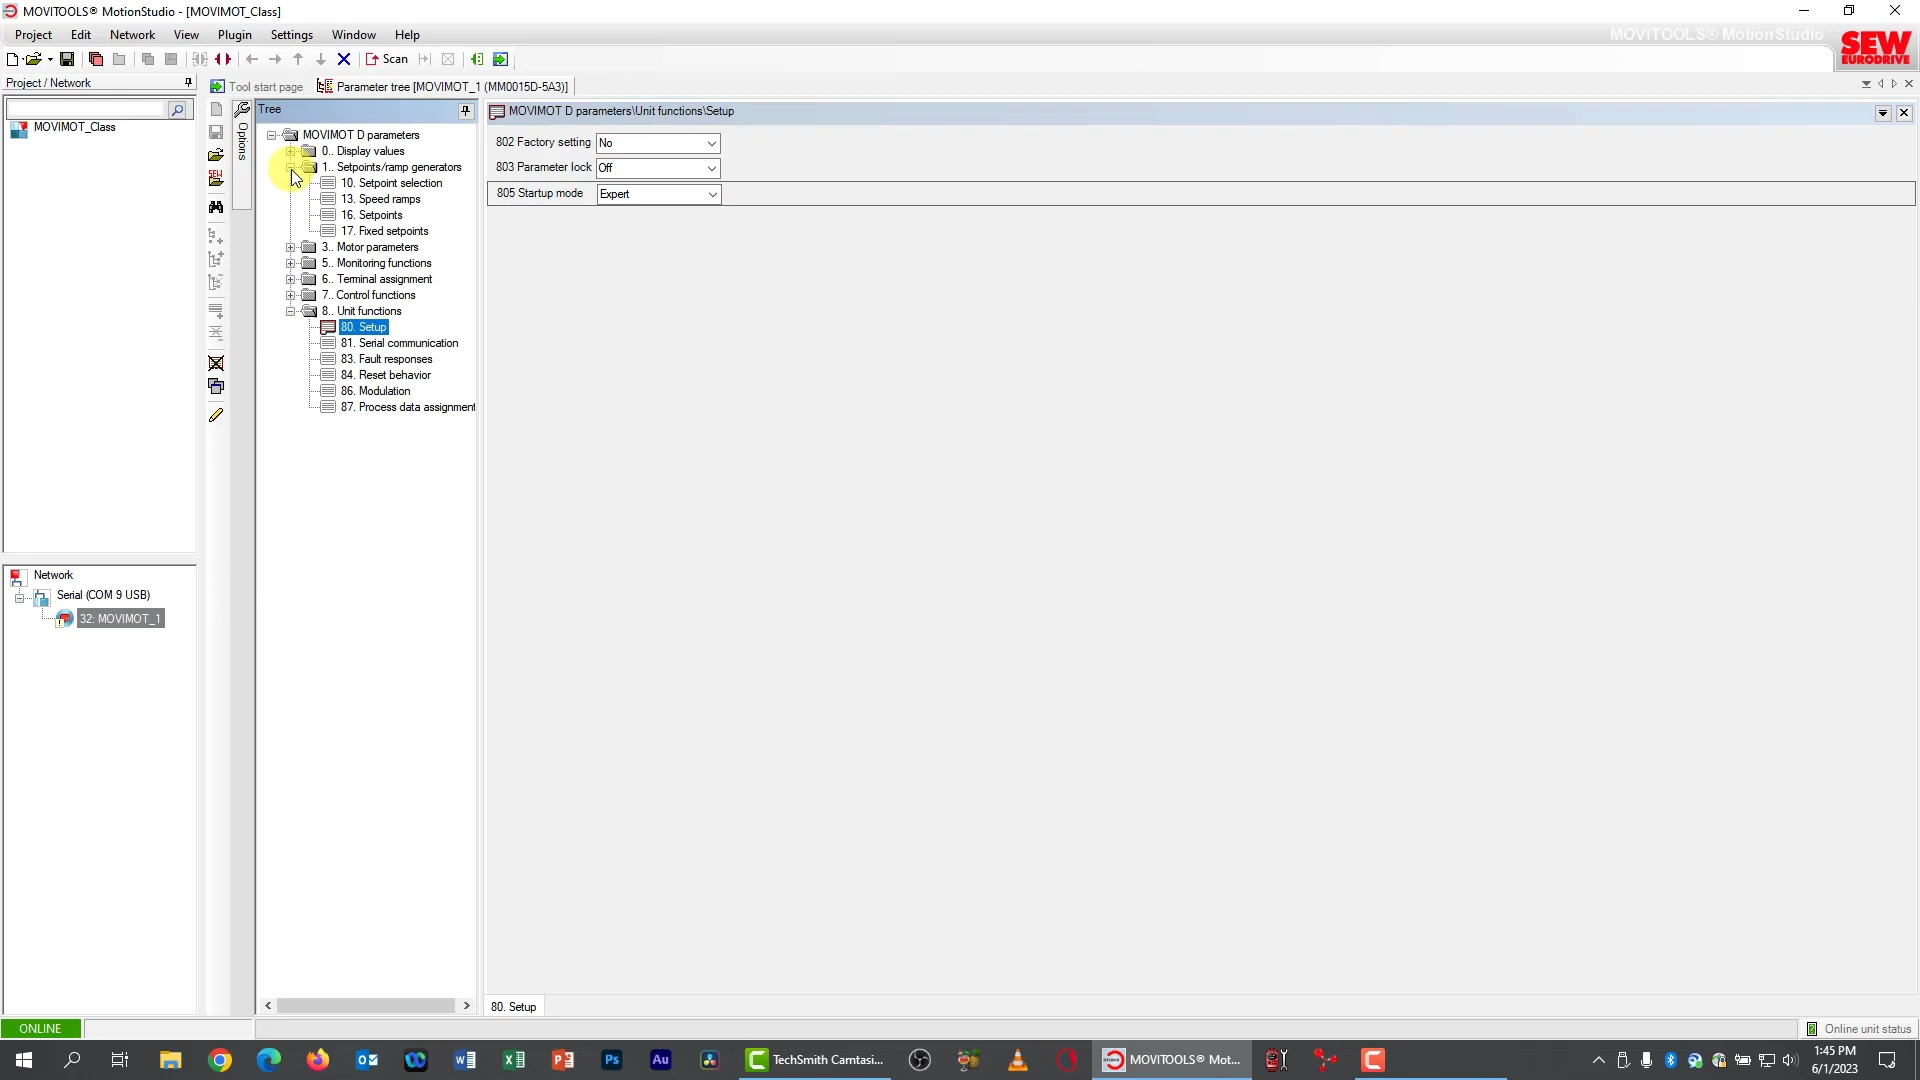 MOVITOOLS® MotionStudio - [MOVIMOT_Class]
Project Edit Network View Plugin Settings Window Help
MOVITOOLS® MotionStudio
SEW
EURODRIVE
Scan
Project / Network
Tool start page
Parameter tree [MOVIMOT_1 (MM0015D-5A3)]
MOVIMOT_Class
Options
SEW
Tree
MOVIMOT D parameters
0.. Display values
1.. Setpoints/ramp generators
10. Setpoint selection
13. Speed ramps
16. Setpoints
17. Fixed setpoints
3.. Motor parameters
5.. Monitoring functions
6.. Terminal assignment
7.. Control functions
8.. Unit functions
80. Setup
81. Serial communication
83. Fault responses
84. Reset behavior
86. Modulation
87. Process data assignment
MOVIMOT D parameters\Unit functions\Setup
802 Factory setting No
803 Parameter lock Off
805 Startup mode Expert
Network
Serial (COM 9 USB)
32: MOVIMOT_1
80. Setup
ONLINE
Online unit status
TechSmith Camtasi...
MOVITOOLS® Mot...
1:45 PM
6/1/2023